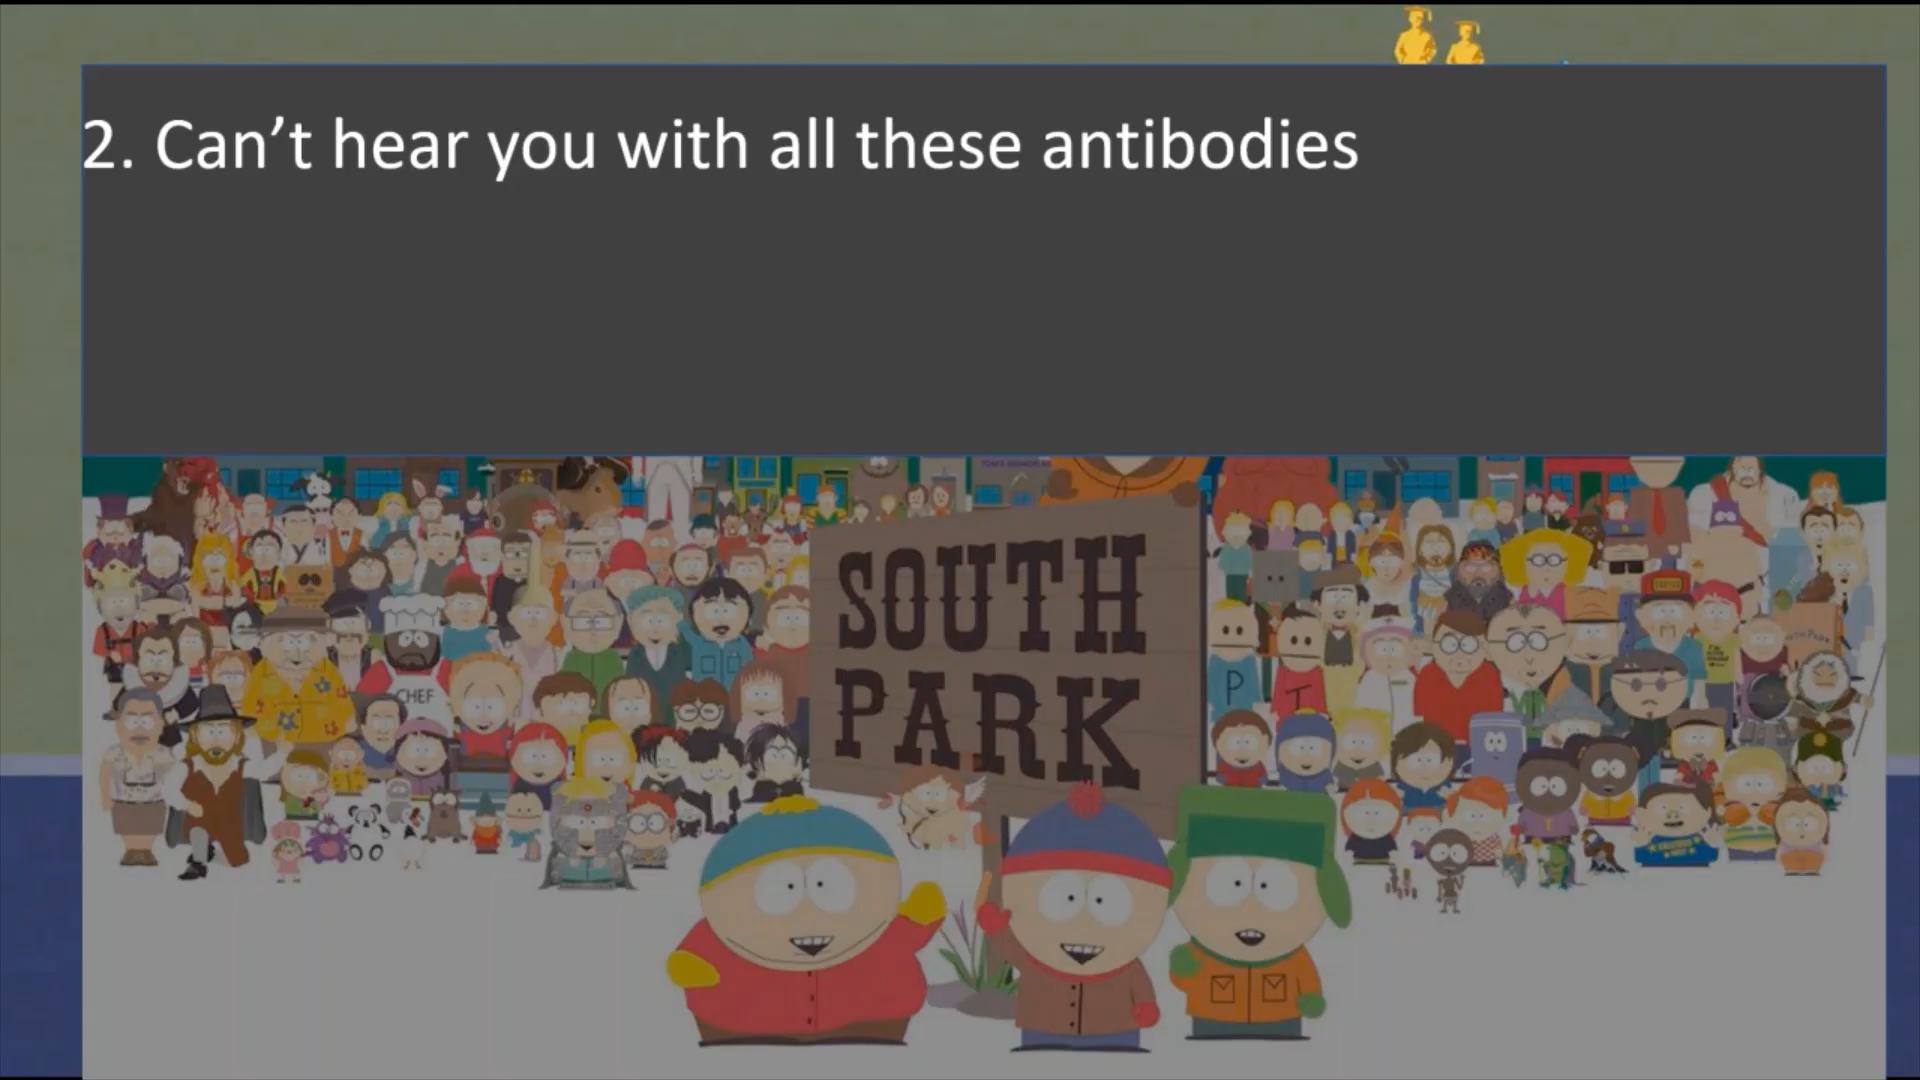 2. Can’t hear you with all these antibodies
SOUTH
PARK
CHEF
P
T